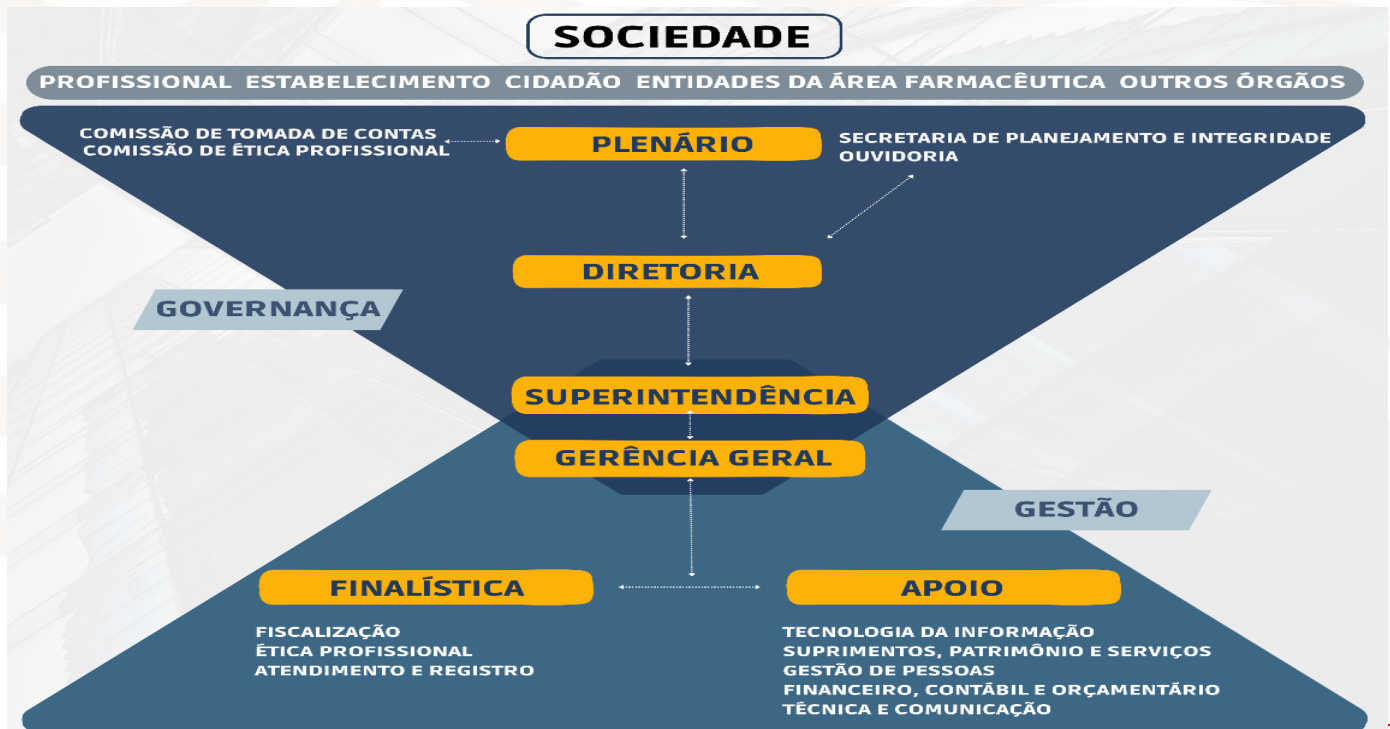 SOCIEDADE
PROFISSIONAL ESTABELECIMENTO CIDADÃO ENTIDADES DA ÁREA FARMACÊUTICA OUTROS ÓRGÃOS
COMISSÃO DE TOMADA DE CONTAS
COMISSÃO DE ÉTICA PROFISSIONAL
PLENÁRIO
SECRETARIA DE PLANEJAMENTO E INTEGRIDADE
OUVIDORIA
DIRETORIA
GOVERNANÇA
SUPERINTENDÊNCIA
GERÊNCIA GERAL
GESTÃO
FINALÍSTICA
FISCALIZAÇÃO
ÉTICA PROFISSIONAL
ATENDIMENTO E REGISTRO
APOIO
TECNOLOGIA DA INFORMAÇÃO
SUPRIMENTOS, PATRIMÔNIO E SERVIÇOS
GESTÃO DE PESSOAS
FINANCEIRO, CONTÁBIL E ORÇAMENTÁRIO
TÉCNICA E COMUNICAÇÃO